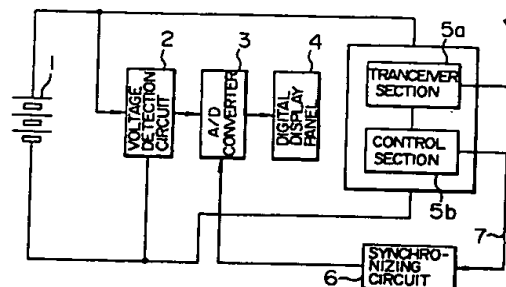 1
2
VOLTAGE
DETECTION
CIRCUIT
3
A/D
CONVERTER
4
DIGITAL
DISPLAY
PANEL
5a
TRANCEIVER
SECTION
CONTROL
SECTION
5b
7
6
SYNCHRO-
NIZING
CIRCUIT